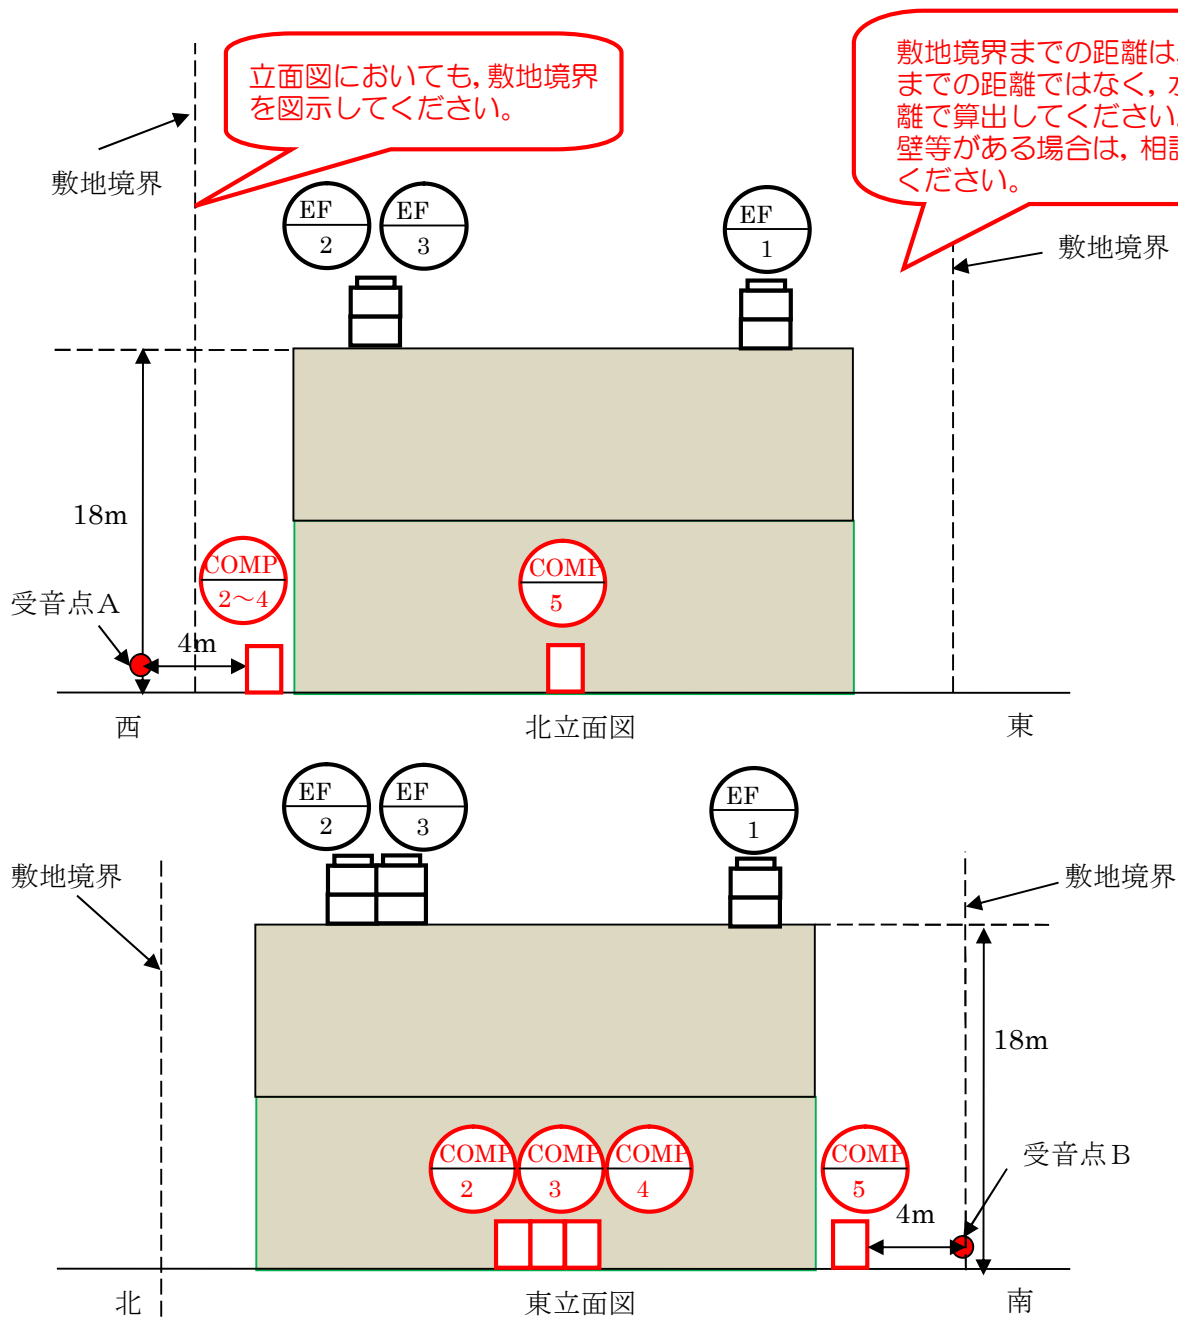 立面図においても，敷地境界
を図示してください。
敷地境界までの距離は
までの距離ではなく，
離で算出してください
壁等がある場合は，相
ください。
敷地境界
敷地境界
EF
2
EF
3
EF
1
18m
COMP
2～4
COMP
5
受音点A
4m
西
北立面図
東
EF
2
EF
3
EF
1
敷地境界
敷地境界
18m
COMP
2
COMP
3
COMP
4
COMP
5
受音点B
4m
北
東立面図
南